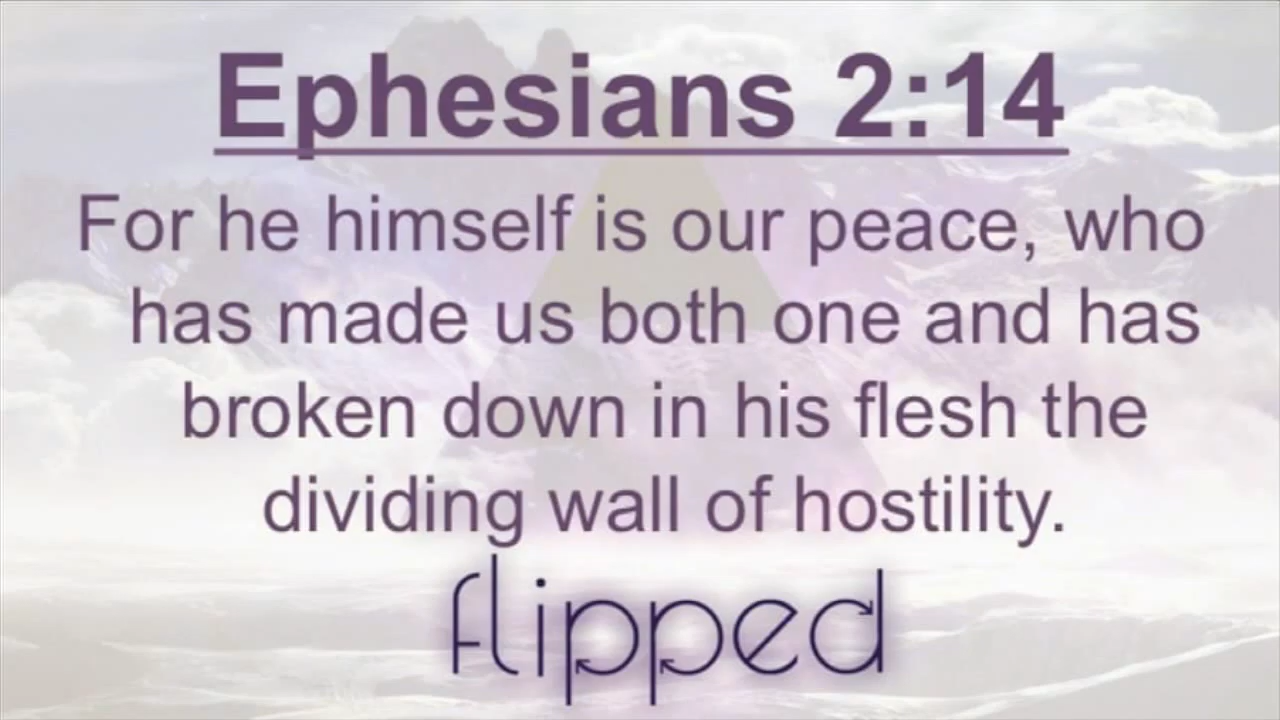 Ephesians 2:14
For he himself is our peace, who
has made us both one and has
broken down in his flesh the
dividing wall of hostility.
flipped